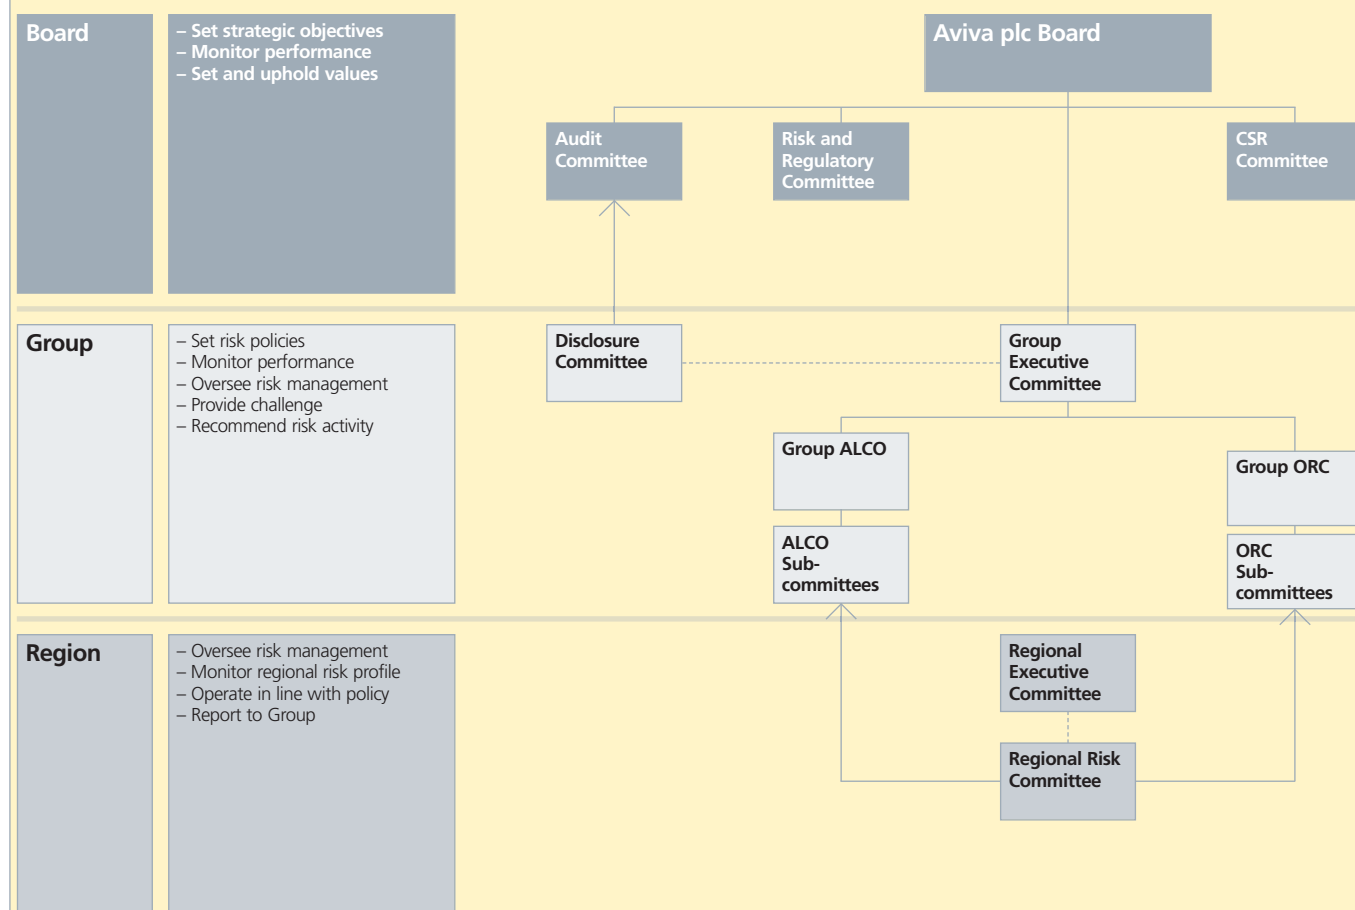 Board
– Set strategic objectives
– Monitor performance
– Set and uphold values
Aviva plc Board
Audit
Committee
Risk and
Regulatory
Committee
CSR
Committee
Group
– Set risk policies
– Monitor performance
– Oversee risk management
– Provide challenge
– Recommend risk activity
Disclosure
Committee
Group
Executive
Committee
Group ALCO
Group ORC
ALCO
Sub-
committees
ORC
Sub-
committees
Region
– Oversee risk management
– Monitor regional risk profile
– Operate in line with policy
– Report to Group
Regional
Executive
Committee
Regional Risk
Committee